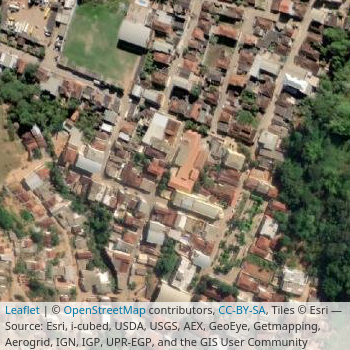 Leaflet | © OpenStreetMap contributors, CC-BY-SA, Tiles © Esri —
Source: Esri, i-cubed, USDA, USGS, AEX, GeoEye, Getmapping,
Aerogrid, IGN, IGP, UPR-EGP, and the GIS User Community